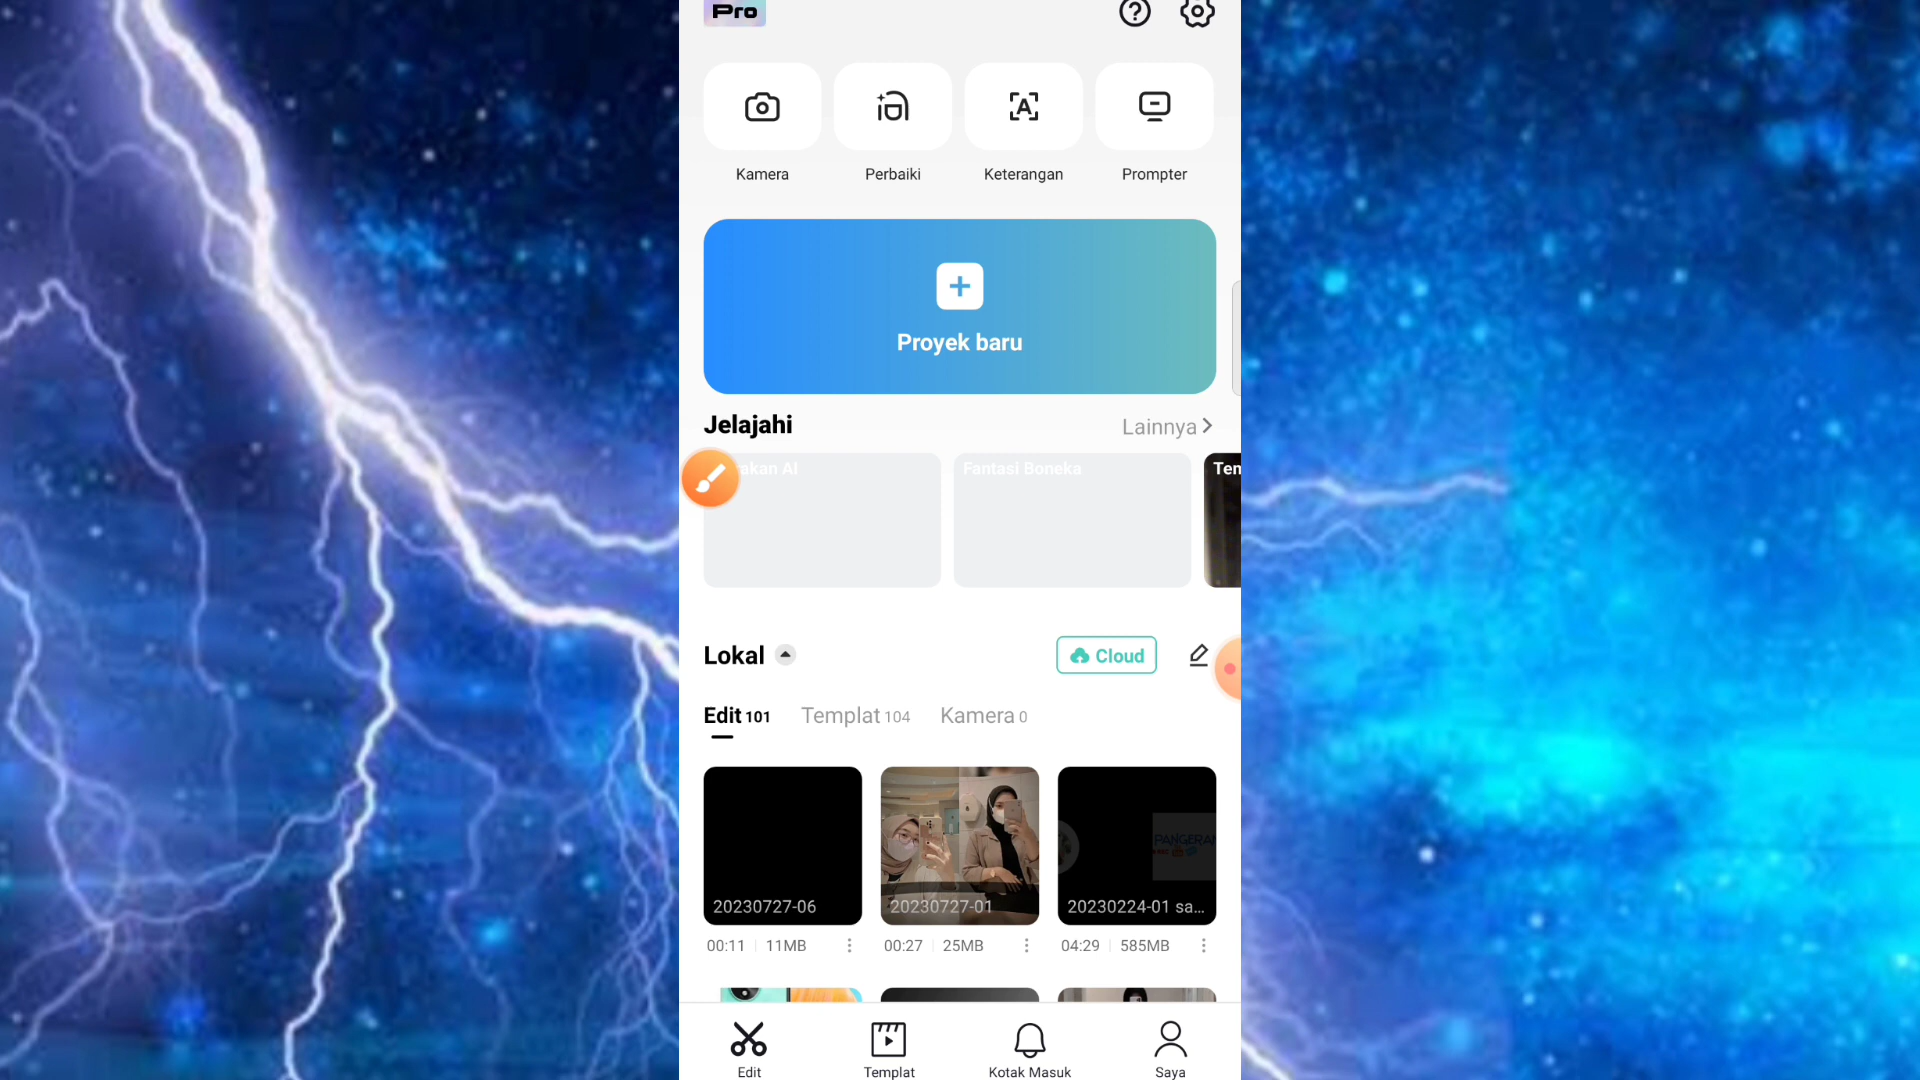 Pro
Kamera
Perbaiki
Keterangan
Prompter
Proyek baru
Jelajahi
Lainnya
akan AI
Fantasi Boneka
Ten
Lokal
Cloud
Edit 101
Templat 104
Kamera 0
20230727-06
20230727-01
PANGERAN
20230224-01 sa...
00:11 | 11MB
00:27 | 25MB
04:29 | 585MB
Edit
Templat
Kotak Masuk
Saya